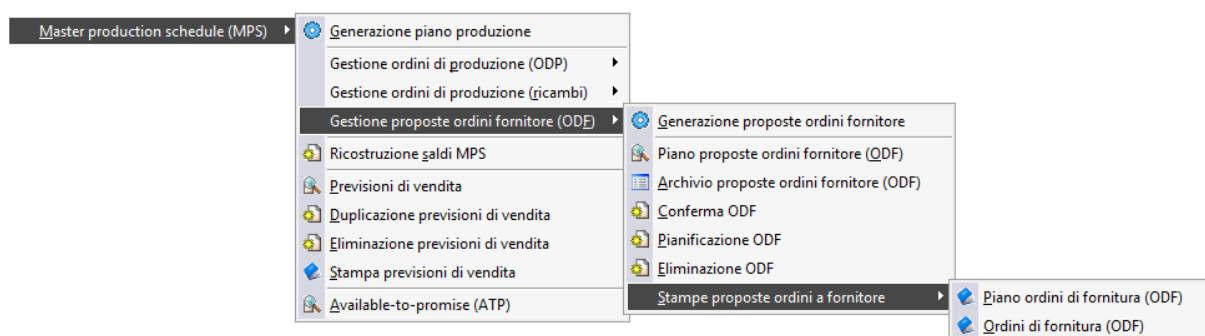 Master production schedule (MPS)
Generazione piano produzione
Gestione ordini di produzione (ODP)
Gestione ordini di produzione (ricambi)
Gestione proposte ordini fornitore (ODF)
Ricostruzione saldi MPS
Previsioni di vendita
Duplicazione previsioni di vendita
Eliminazione previsioni di vendita
Stampa previsioni di vendita
Available-to-promise (ATP)
Generazione proposte ordini fornitore
Piano proposte ordini fornitore (ODF)
Archivio proposte ordini fornitore (ODF)
Conferma ODF
Pianificazione ODF
Eliminazione ODF
Stampe proposte ordini a fornitore
Piano ordini di fornitura (ODF)
Ordini di fornitura (ODF)